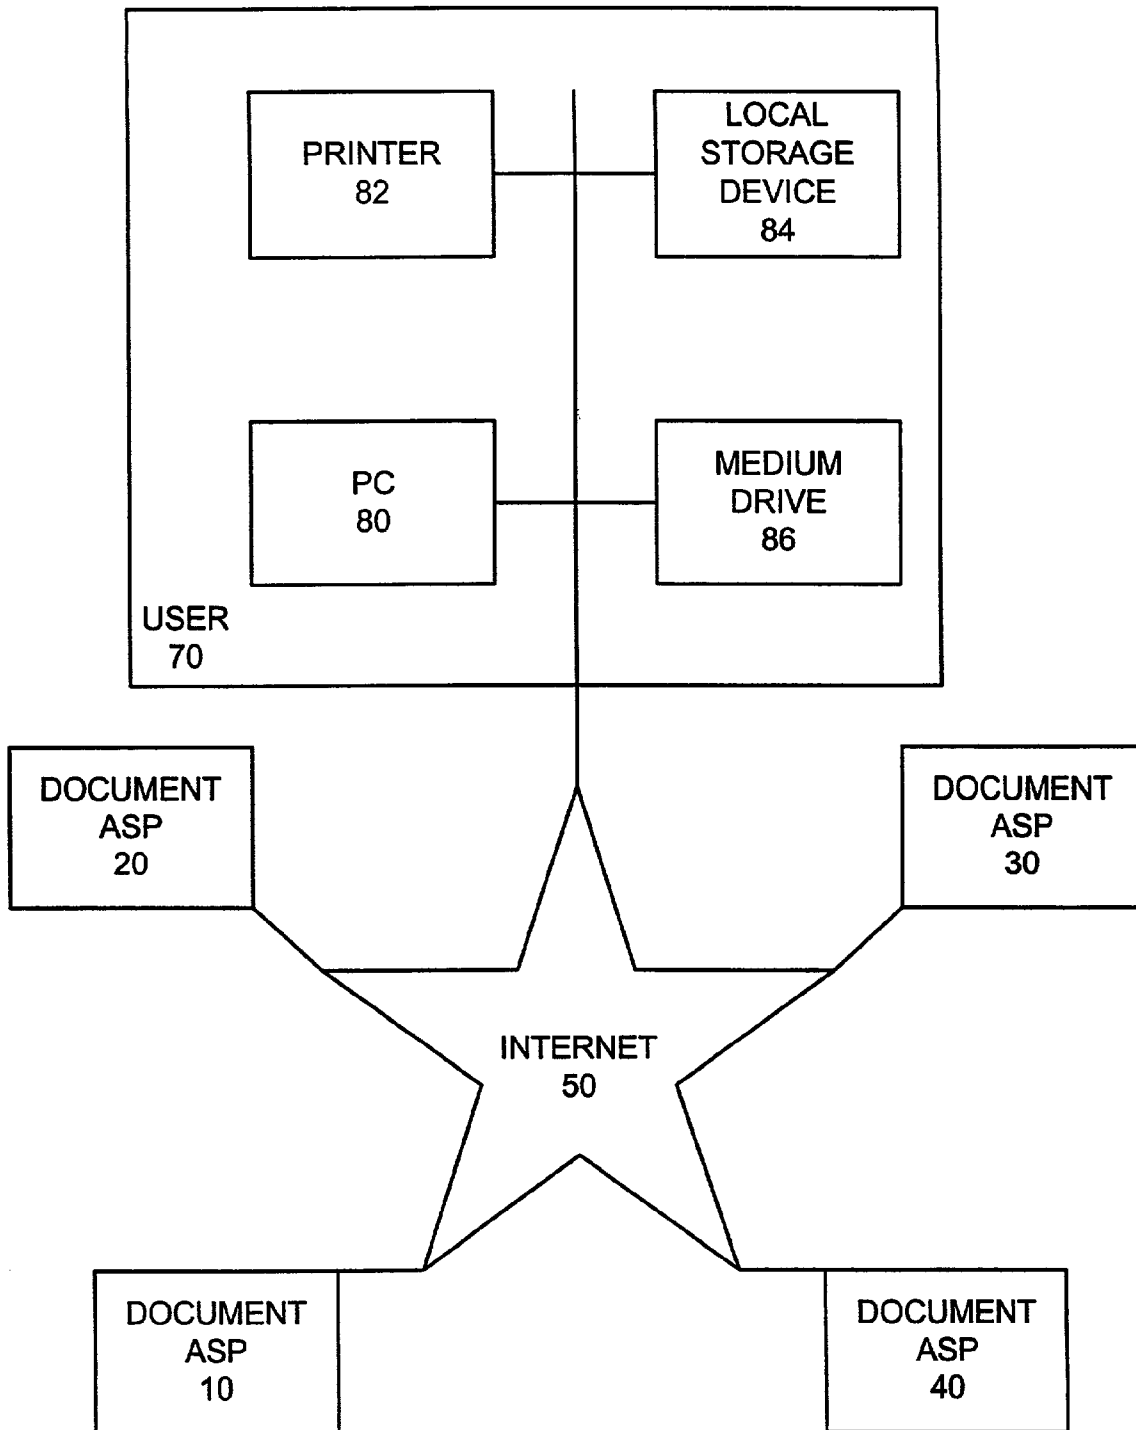 PRINTER
82
LOCAL
STORAGE
DEVICE
84
PC
80
MEDIUM
DRIVE
86
USER
70
DOCUMENT
ASP
20
DOCUMENT
ASP
30
INTERNET
50
DOCUMENT
ASP
10
DOCUMENT
ASP
40